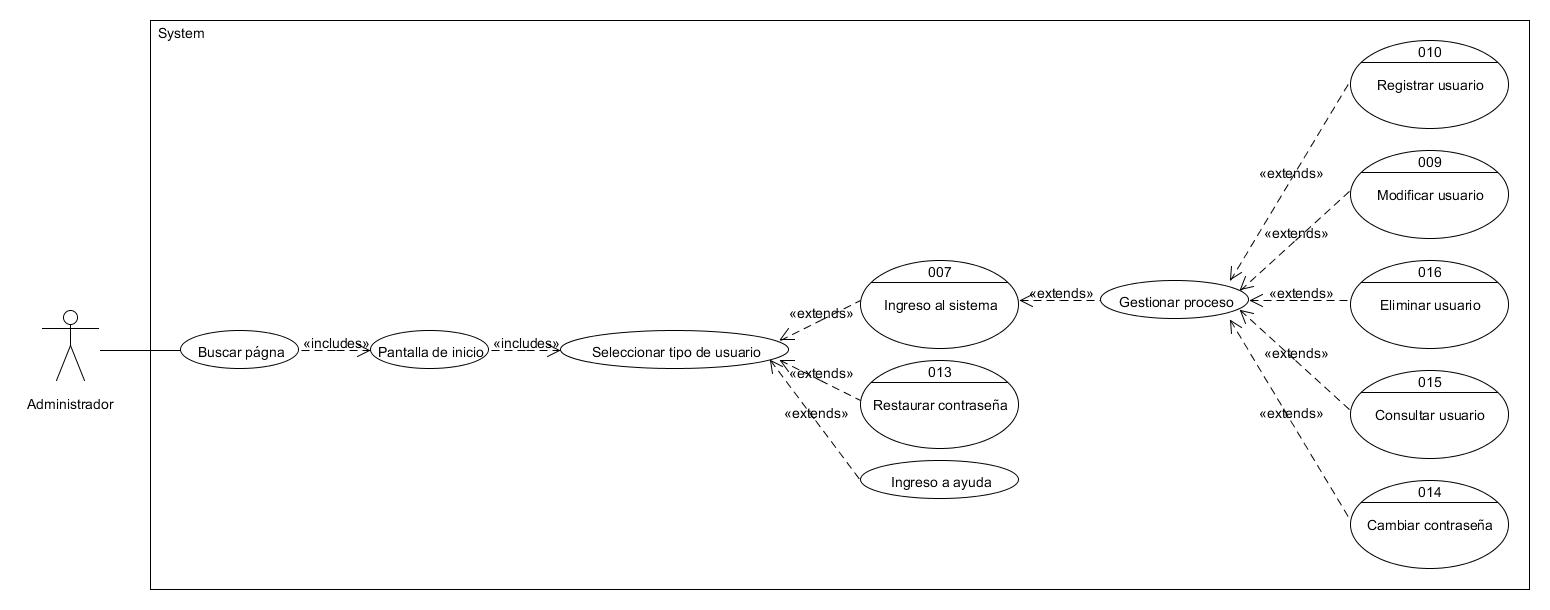 System
Administrador
Buscar págna
«includes»
Pantalla de inicio
«includes»
Seleccionar tipo de usuario
«extends»
«extends»
«extends»
007
Ingreso al sistema
013
Restaurar contraseña
Ingreso a ayuda
«extends»
Gestionar proceso
«extends»
«extends»
«extends»
«extends»
«extends»
010
Registrar usuario
009
Modificar usuario
016
Eliminar usuario
015
Consultar usuario
014
Cambiar contraseña